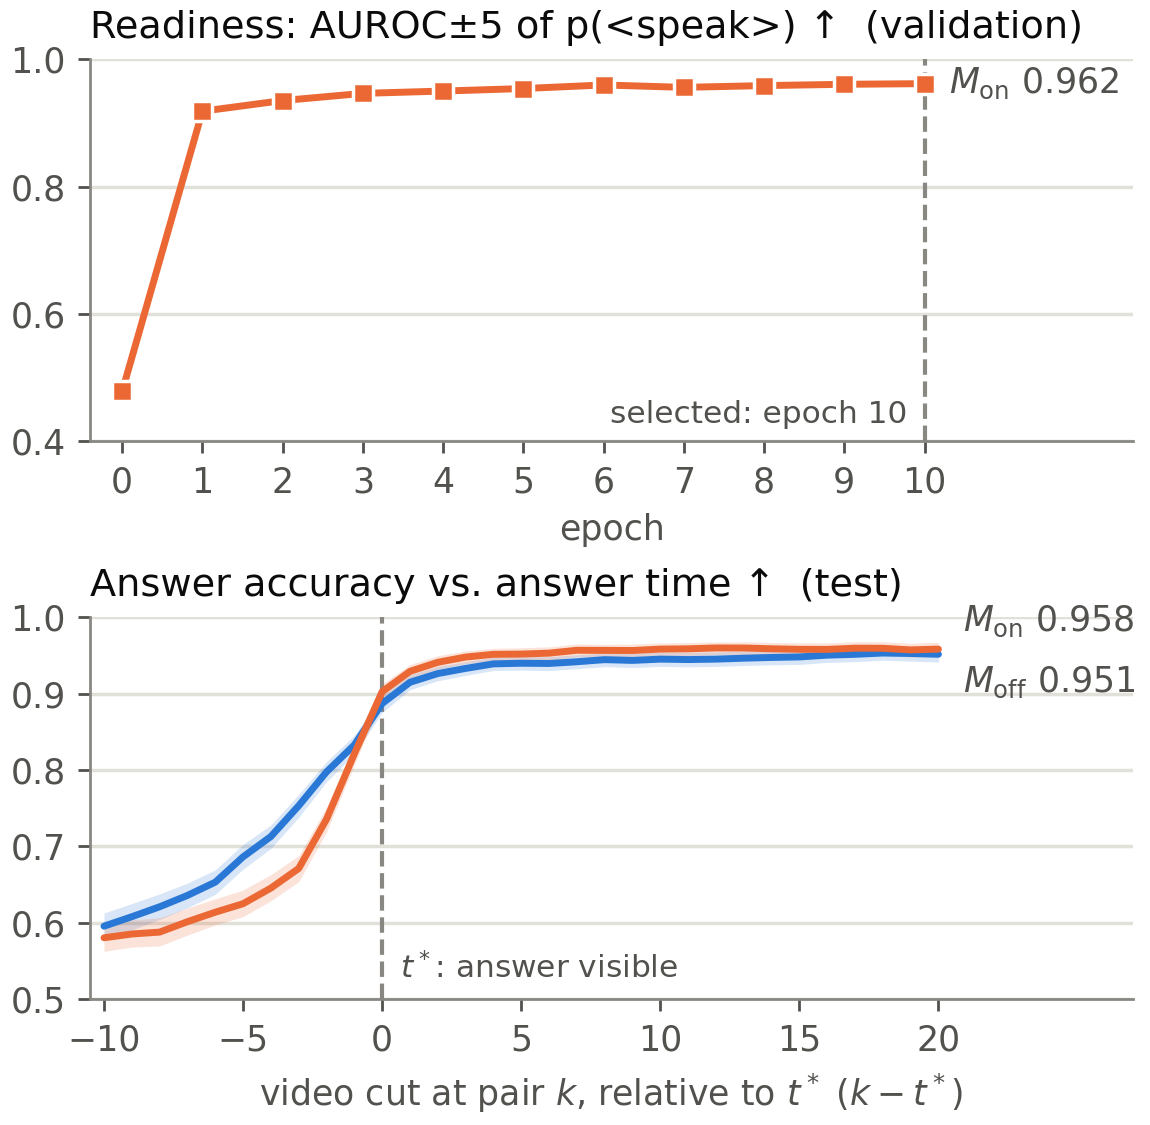 Readiness: AUROC±5 of p(<speak>) ↑ (validation)
1.0
M_on 0.962
0.8
0.6
selected: epoch 10
0.4
0 1 2 3 4 5 6 7 8 9 10
epoch
Answer accuracy vs. answer time ↑ (test)
1.0
M_on 0.958
0.9
M_off 0.951
0.8
0.7
0.6
t*: answer visible
0.5
−10 −5 0 5 10 15 20
video cut at pair k, relative to t* (k − t*)